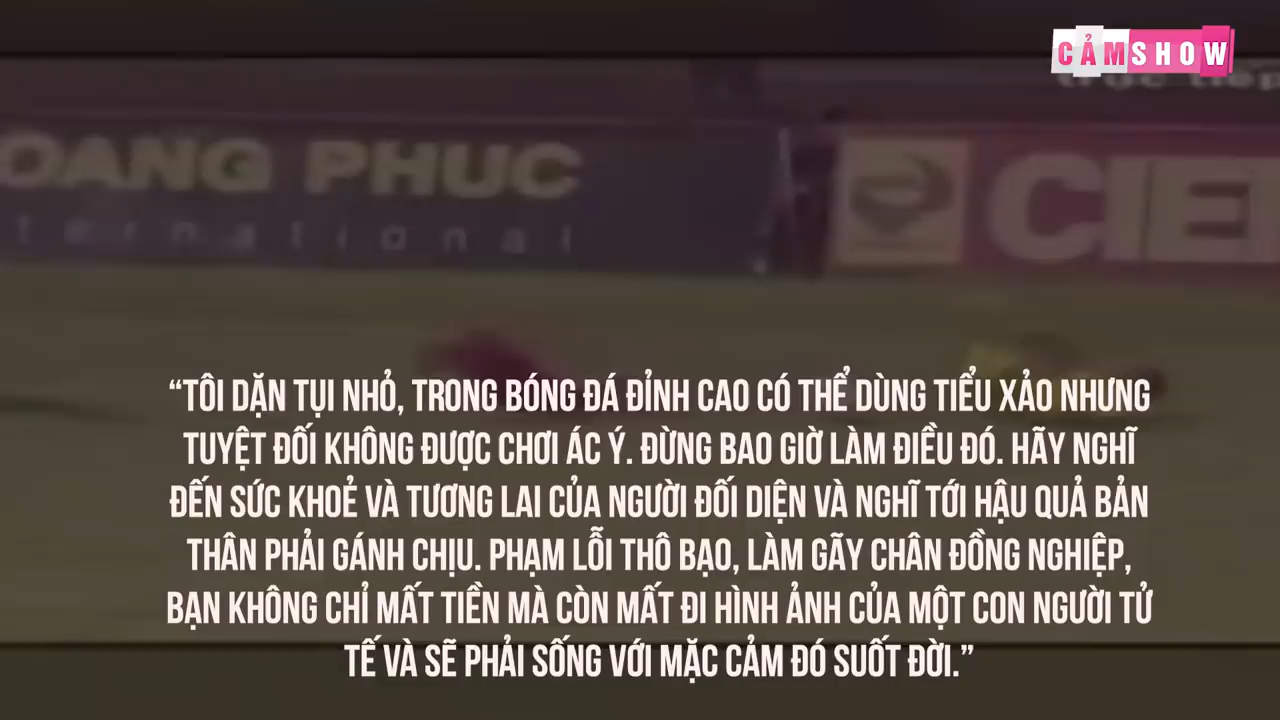 CẢMSHOW
trực tiếp
OANG PHUC
CIE
ternational
“TÔI DẶN TỤI NHỎ, TRONG BÓNG ĐÁ ĐỈNH CAO CÓ THỂ DÙNG TIỂU XẢO NHƯNG
TUYỆT ĐỐI KHÔNG ĐƯỢC CHƠI ÁC Ý. ĐỪNG BAO GIỜ LÀM ĐIỀU ĐÓ. HÃY NGHĨ
ĐẾN SỨC KHOẺ VÀ TƯƠNG LAI CỦA NGƯỜI ĐỐI DIỆN VÀ NGHĨ TỚI HẬU QUẢ BẢN
THÂN PHẢI GÁNH CHỊU. PHẠM LỖI THÔ BẠO, LÀM GÃY CHÂN ĐỒNG NGHIỆP,
BẠN KHÔNG CHỈ MẤT TIỀN MÀ CÒN MẤT ĐI HÌNH ẢNH CỦA MỘT CON NGƯỜI TỬ
TẾ VÀ SẼ PHẢI SỐNG VỚI MẶC CẢM ĐÓ SUỐT ĐỜI.”